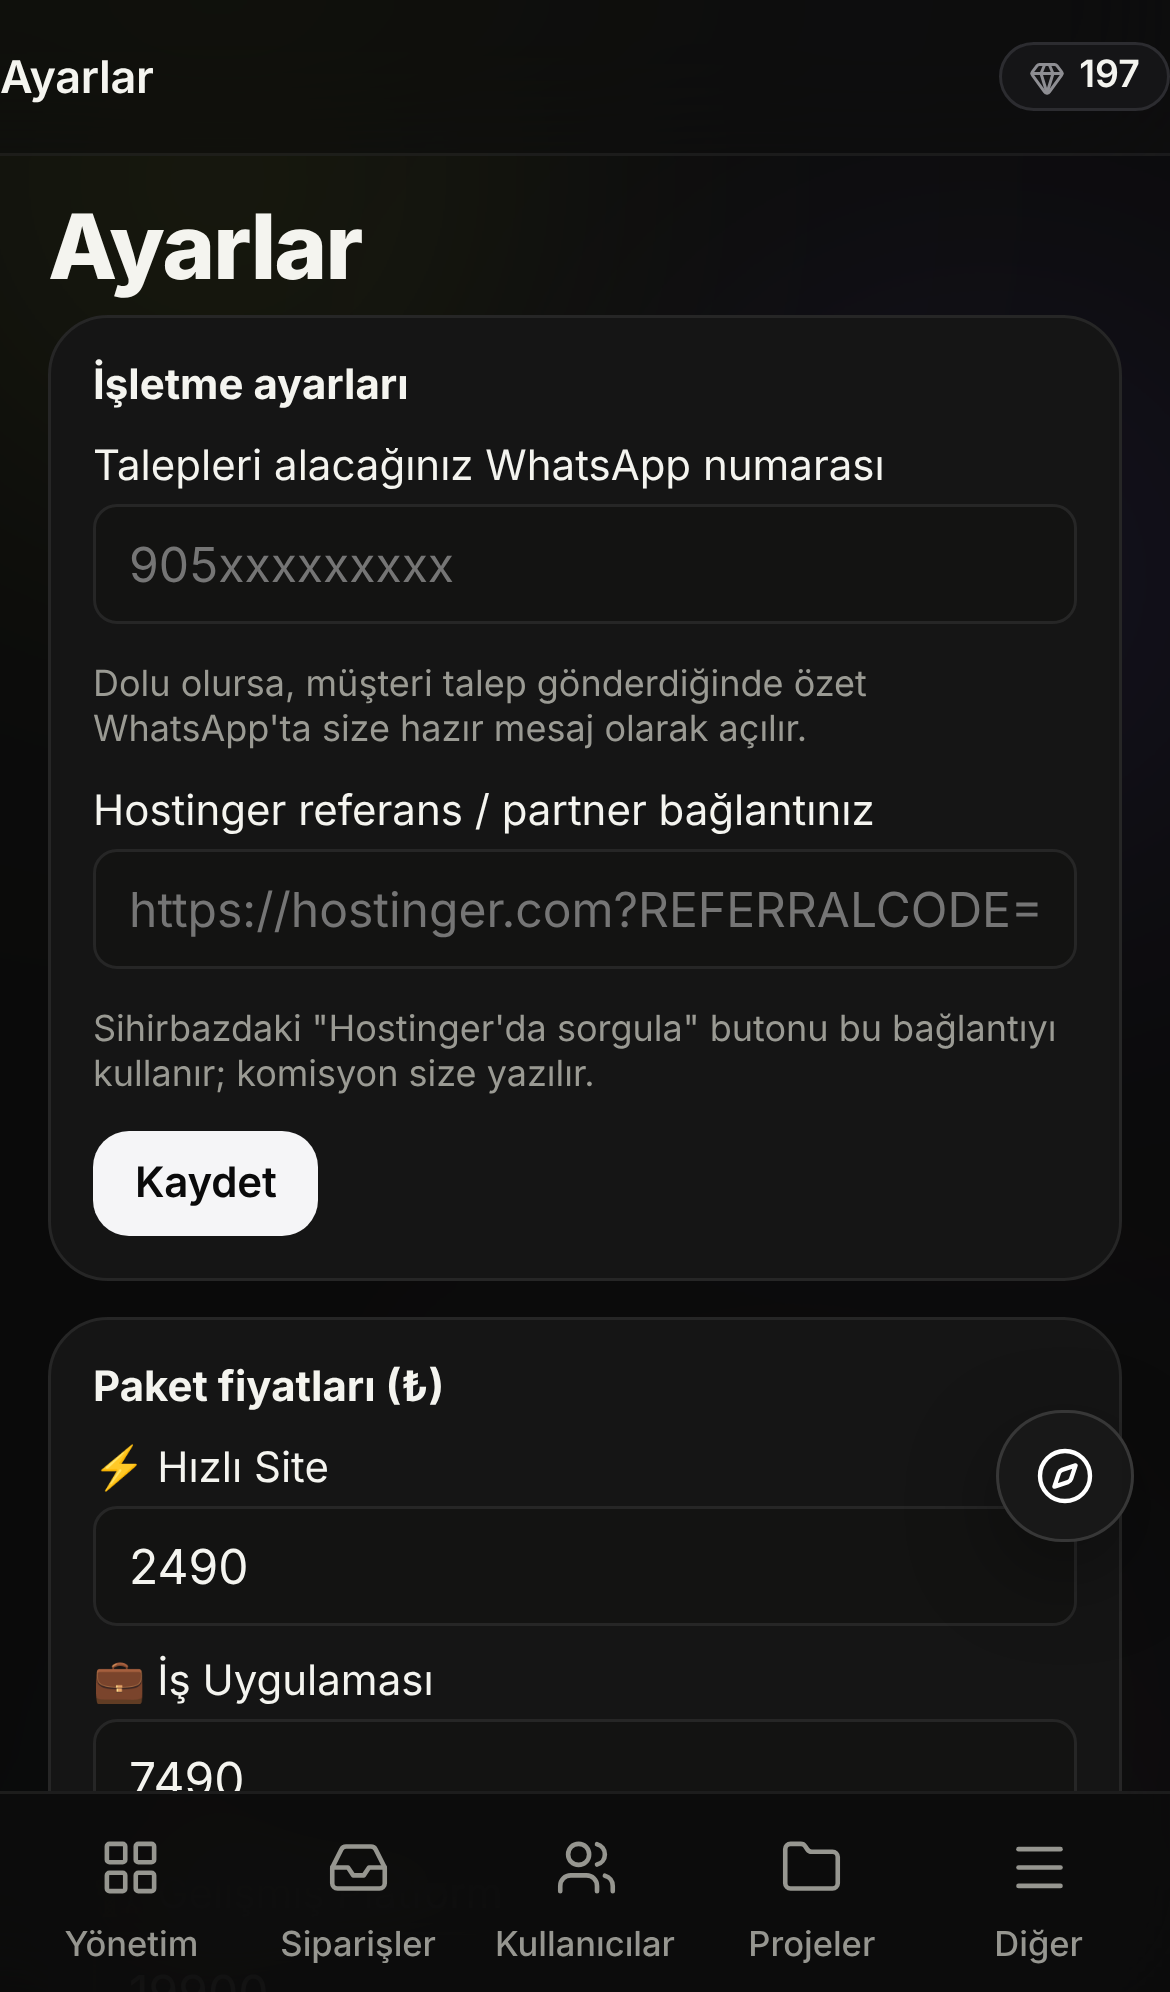 Ayarlar
197
Ayarlar
İşletme ayarları
Talepleri alacağınız WhatsApp numarası
905xxxxxxxxx
Dolu olursa, müşteri talep gönderdiğinde özet
WhatsApp'ta size hazır mesaj olarak açılır.
Hostinger referans / partner bağlantınız
https://hostinger.com?REFERRALCODE=
Sihirbazdaki "Hostinger'da sorgula" butonu bu bağlantıyı
kullanır; komisyon size yazılır.
Kaydet
Paket fiyatları (₺)
⚡ Hızlı Site
2490
💼 İş Uygulaması
7490
Yönetim
Siparişler
Kullanıcılar
Projeler
Diğer